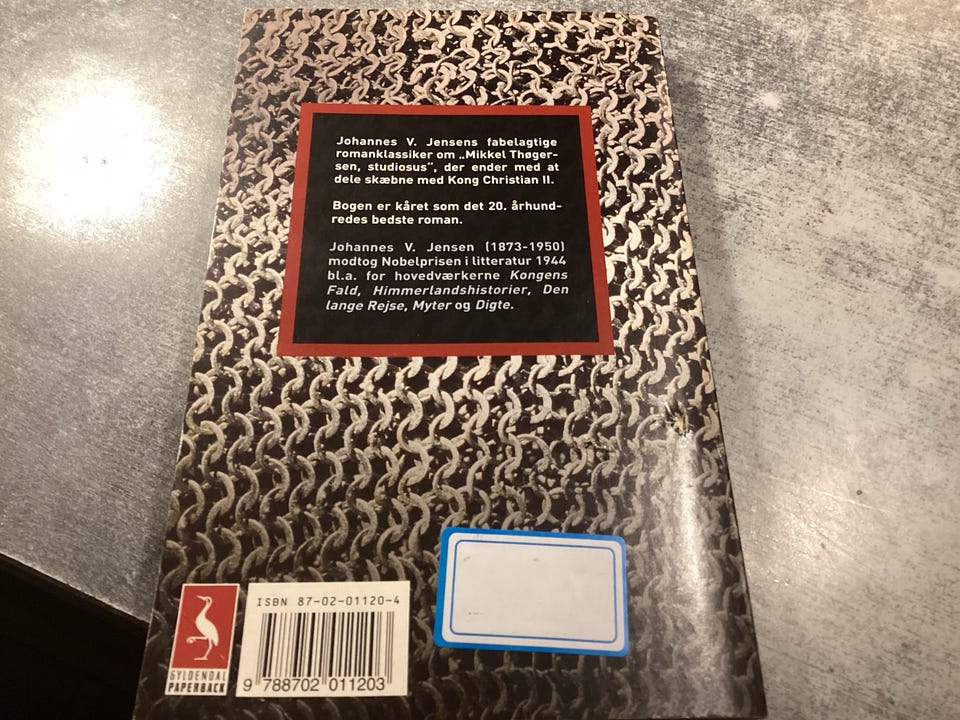 Johannes V. Jensens fabelagtige
romanklassiker om „Mikkel Thøger-
sen, studiosus“, der ender med at
dele skæbne med Kong Christian II.
Bogen er kåret som det 20. århund-
redes bedste roman.
Johannes V. Jensen (1873-1950)
modtog Nobelprisen i litteratur 1944
bl.a. for hovedværkerne Kongens
Fald, Himmerlandshistorier, Den
lange Rejse, Myter og Digte.
GYLDENDAL
PAPERBACK
ISBN 87-02-01120-4
9 788702 011203